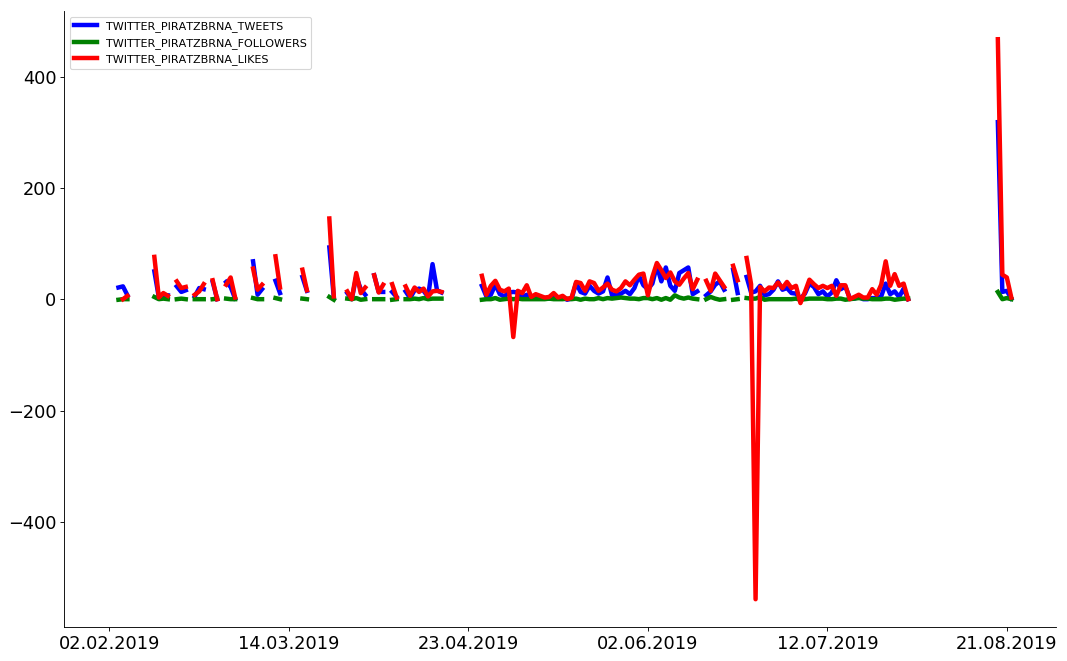 TWITTER_PIRATZBRNA_TWEETS
TWITTER_PIRATZBRNA_FOLLOWERS
TWITTER_PIRATZBRNA_LIKES
400
200
0
−200
−400
02.02.2019 14.03.2019 23.04.2019 02.06.2019 12.07.2019 21.08.2019